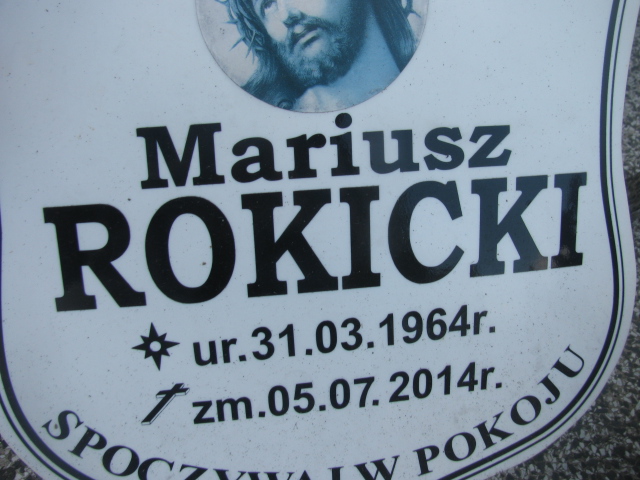 Mariusz
ROKICKI
ur.31.03.1964r.
zm.05.07.2014r.
SPOCZYWAJ W POKOJU